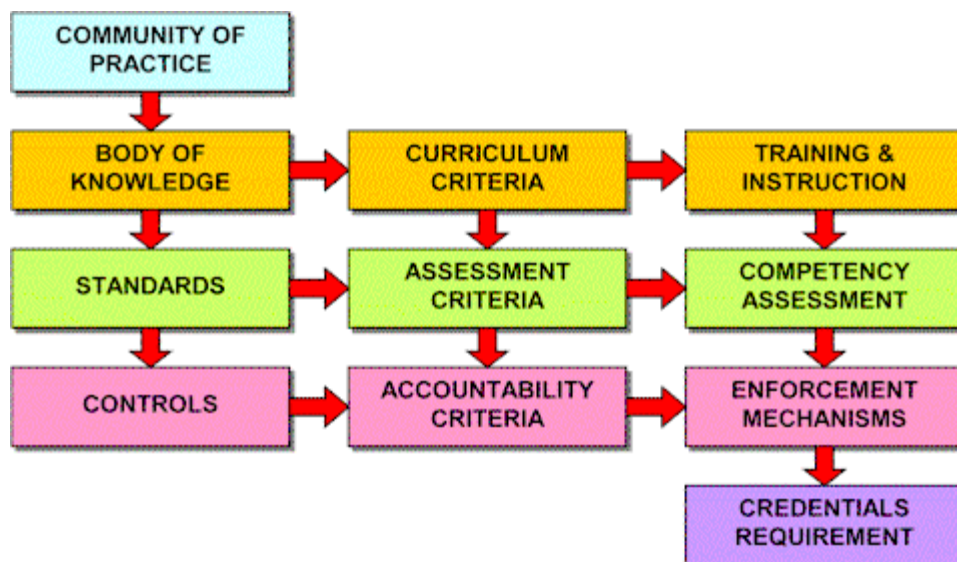 COMMUNITY OF
PRACTICE
BODY OF
KNOWLEDGE
CURRICULUM
CRITERIA
TRAINING &
INSTRUCTION
STANDARDS
ASSESSMENT
CRITERIA
COMPETENCY
ASSESSMENT
CONTROLS
ACCOUNTABILITY
CRITERIA
ENFORCEMENT
MECHANISMS
CREDENTIALS
REQUIREMENT